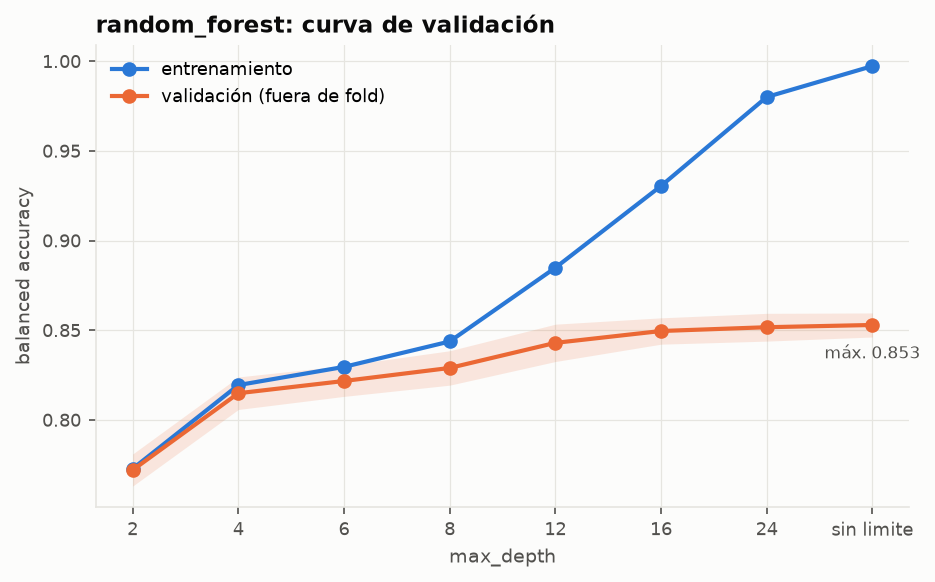 random_forest: curva de validación
entrenamiento
validación (fuera de fold)
1.00
0.95
0.90
0.85
0.80
balanced accuracy
máx. 0.853
2 4 6 8 12 16 24 sin limite
max_depth